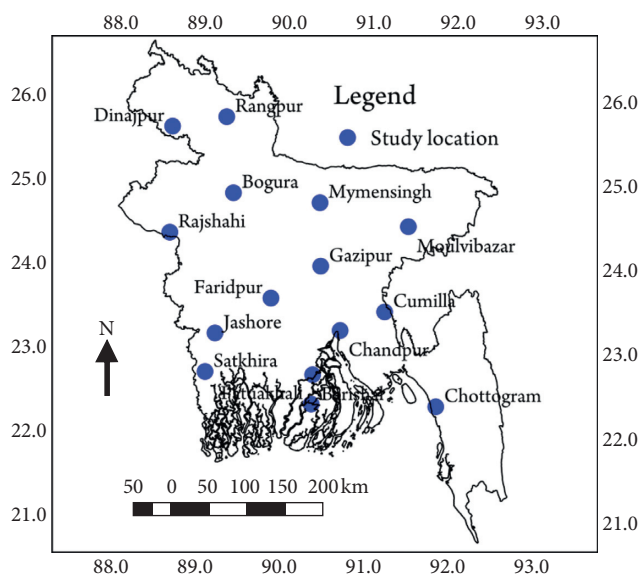 88.0 89.0 90.0 91.0 92.0 93.0
26.0
25.0
24.0
23.0
22.0
21.0
Legend
Study location
Dinajpur
Rangpur
Bogura
Mymensingh
Rajshahi
Moulvibazar
Gazipur
Faridpur
Cumilla
Jashore
Chandpur
Satkhira
Patuakhali
Barishal
Chottogram
N
50 0 50 100 150 200 km
26.0
25.0
24.0
23.0
22.0
21.0
88.0 89.0 90.0 91.0 92.0 93.0